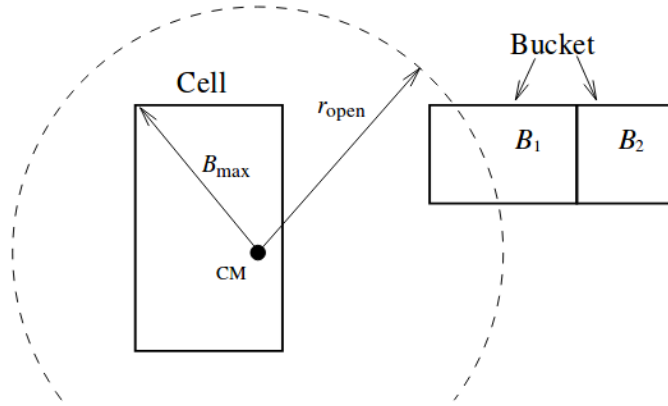 Bucket
Cell
r_open
B_1 B_2
B_max
CM